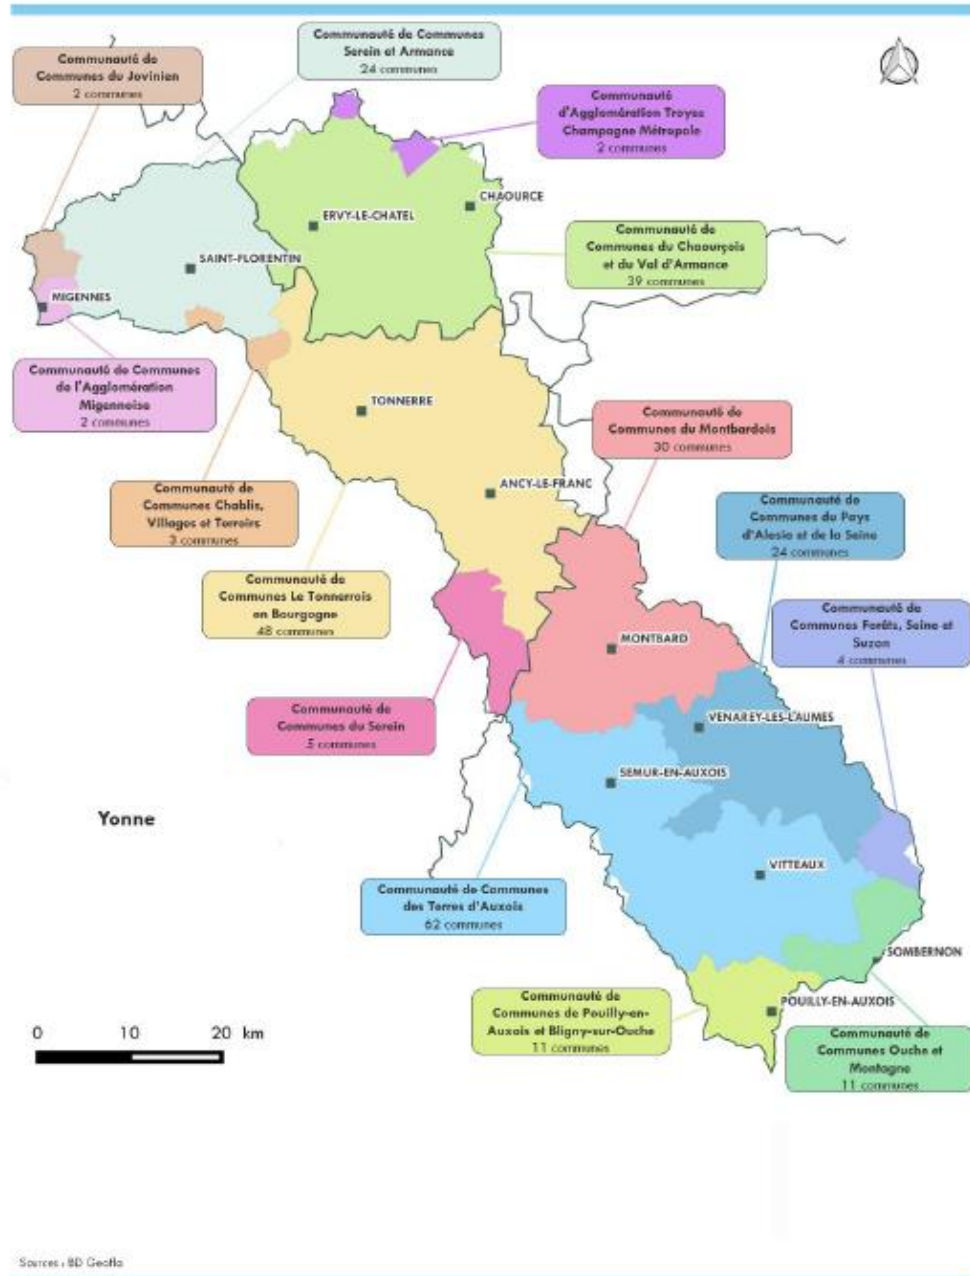 Communauté de Communes
Serein et Armance
24 communes
Communauté de
Communes du Jovinien
2 communes
Communauté
d'Agglomération Troyes
Champagne Métropole
2 communes
CHAOURCE
ERVY-LE-CHATEL
Communauté de
Communes du Chaourçois
et du Val d'Armance
39 communes
SAINT-FLORENTIN
MIGENNES
Communauté de Communes
de l'Agglomération
Migennoise
2 communes
TONNERRE
Communauté de
Communes du Montbardois
30 communes
ANCY-LE-FRANC
Communauté de
Communes Chablis,
Villages et Terroirs
3 communes
Communauté de
Communes du Pays
d'Alesia et de la Seine
24 communes
Communauté de
Communes Le Tonnerrois
en Bourgogne
48 communes
Communauté de
Communes Forêts, Seine et
Suzon
4 communes
MONTBARD
Communauté de
Communes du Serein
5 communes
VENAREY-LES-LAUMES
SEMUR-EN-AUXOIS
Yonne
VITTEAUX
Communauté de Communes
des Terres d'Auxois
62 communes
SOMBERNON
Communauté de
Communes de Pouilly-en-
Auxois et Bligny-sur-Ouche
11 communes
POUILLY-EN-AUXOIS
Communauté de
Communes Ouche et
Montagne
11 communes
0 10 20 km
Sources : BD Geofla